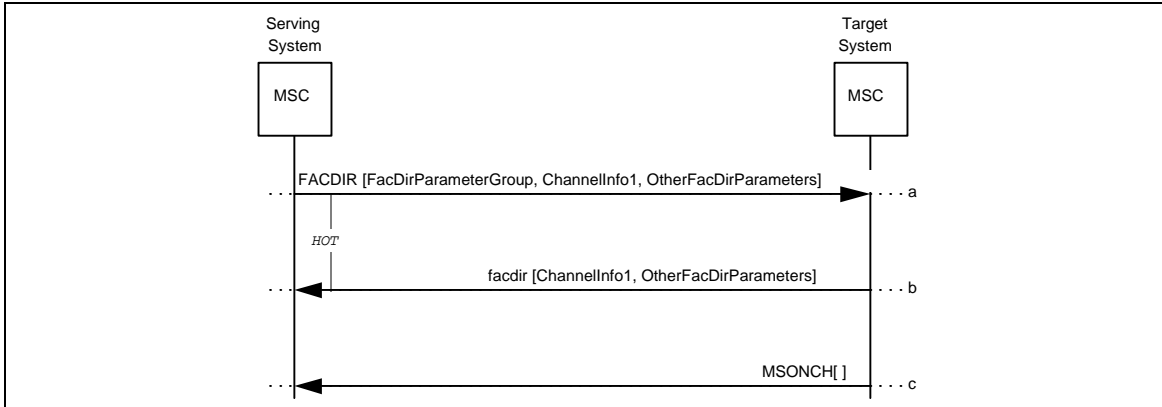 Serving
System
Target
System
MSC
MSC
FACDIR [FacDirParameterGroup, ChannelInfo1, OtherFacDirParameters]
a
HOT
facdir [ChannelInfo1, OtherFacDirParameters]
b
MSONCH[ ]
c